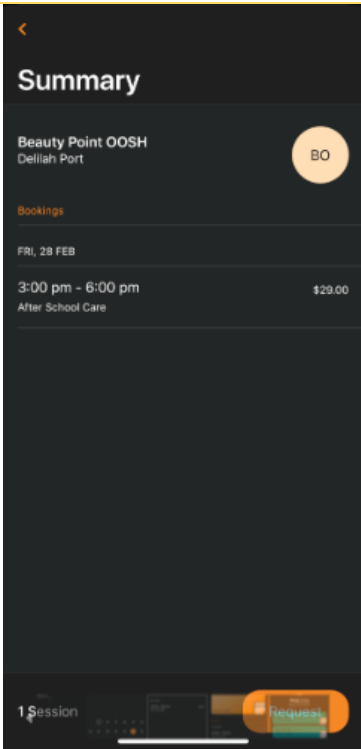 Summary
Beauty Point OOSH
Delilah Port
BO
Bookings
FRI, 28 FEB
3:00 pm - 6:00 pm
$29.00
After School Care
1 Session
Request